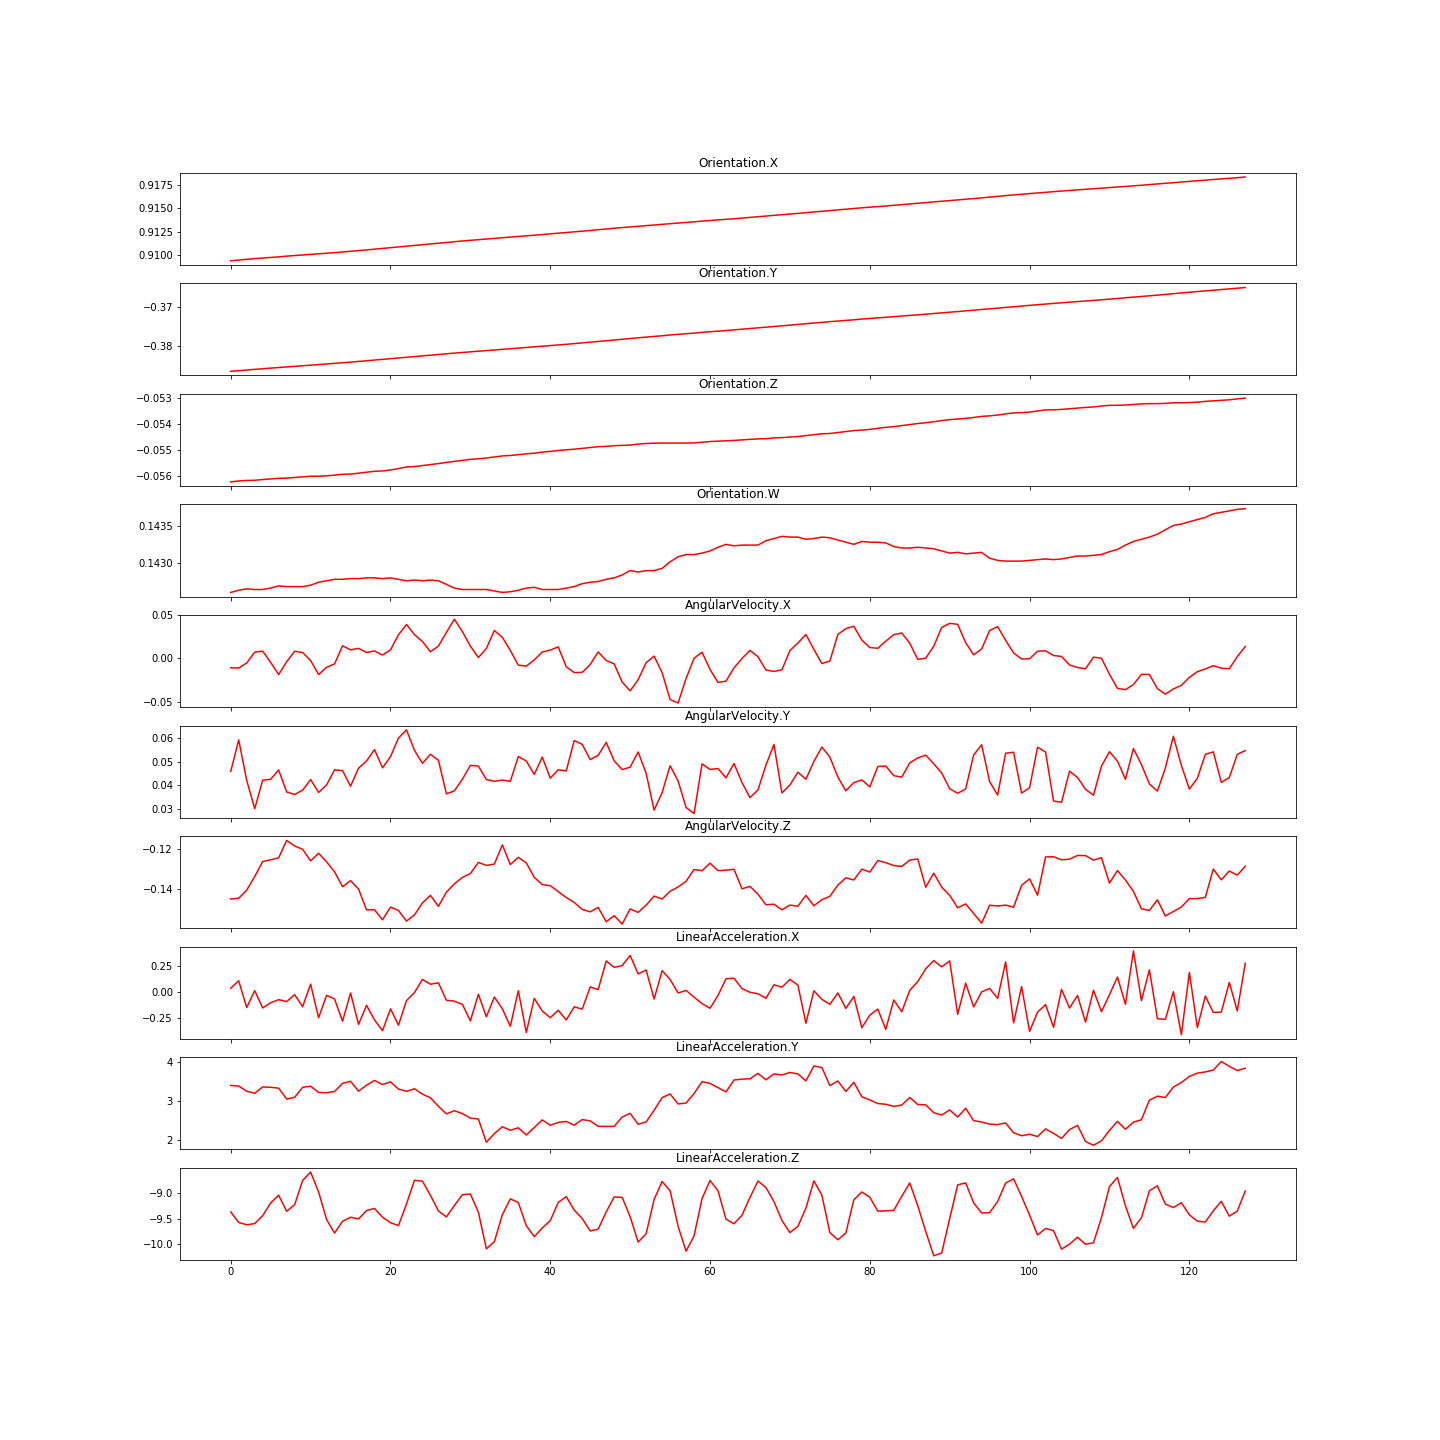 Orientation.X
0.9175
0.9150
0.9125
0.9100
Orientation.Y
−0.37
−0.38
Orientation.Z
−0.053
−0.054
−0.055
−0.056
Orientation.W
0.1435
0.1430
AngularVelocity.X
0.05
0.00
−0.05
AngularVelocity.Y
0.06
0.05
0.04
0.03
AngularVelocity.Z
−0.12
−0.14
LinearAcceleration.X
0.25
0.00
−0.25
LinearAcceleration.Y
4
3
2
LinearAcceleration.Z
−9.0
−9.5
−10.0
0 20 40 60 80 100 120